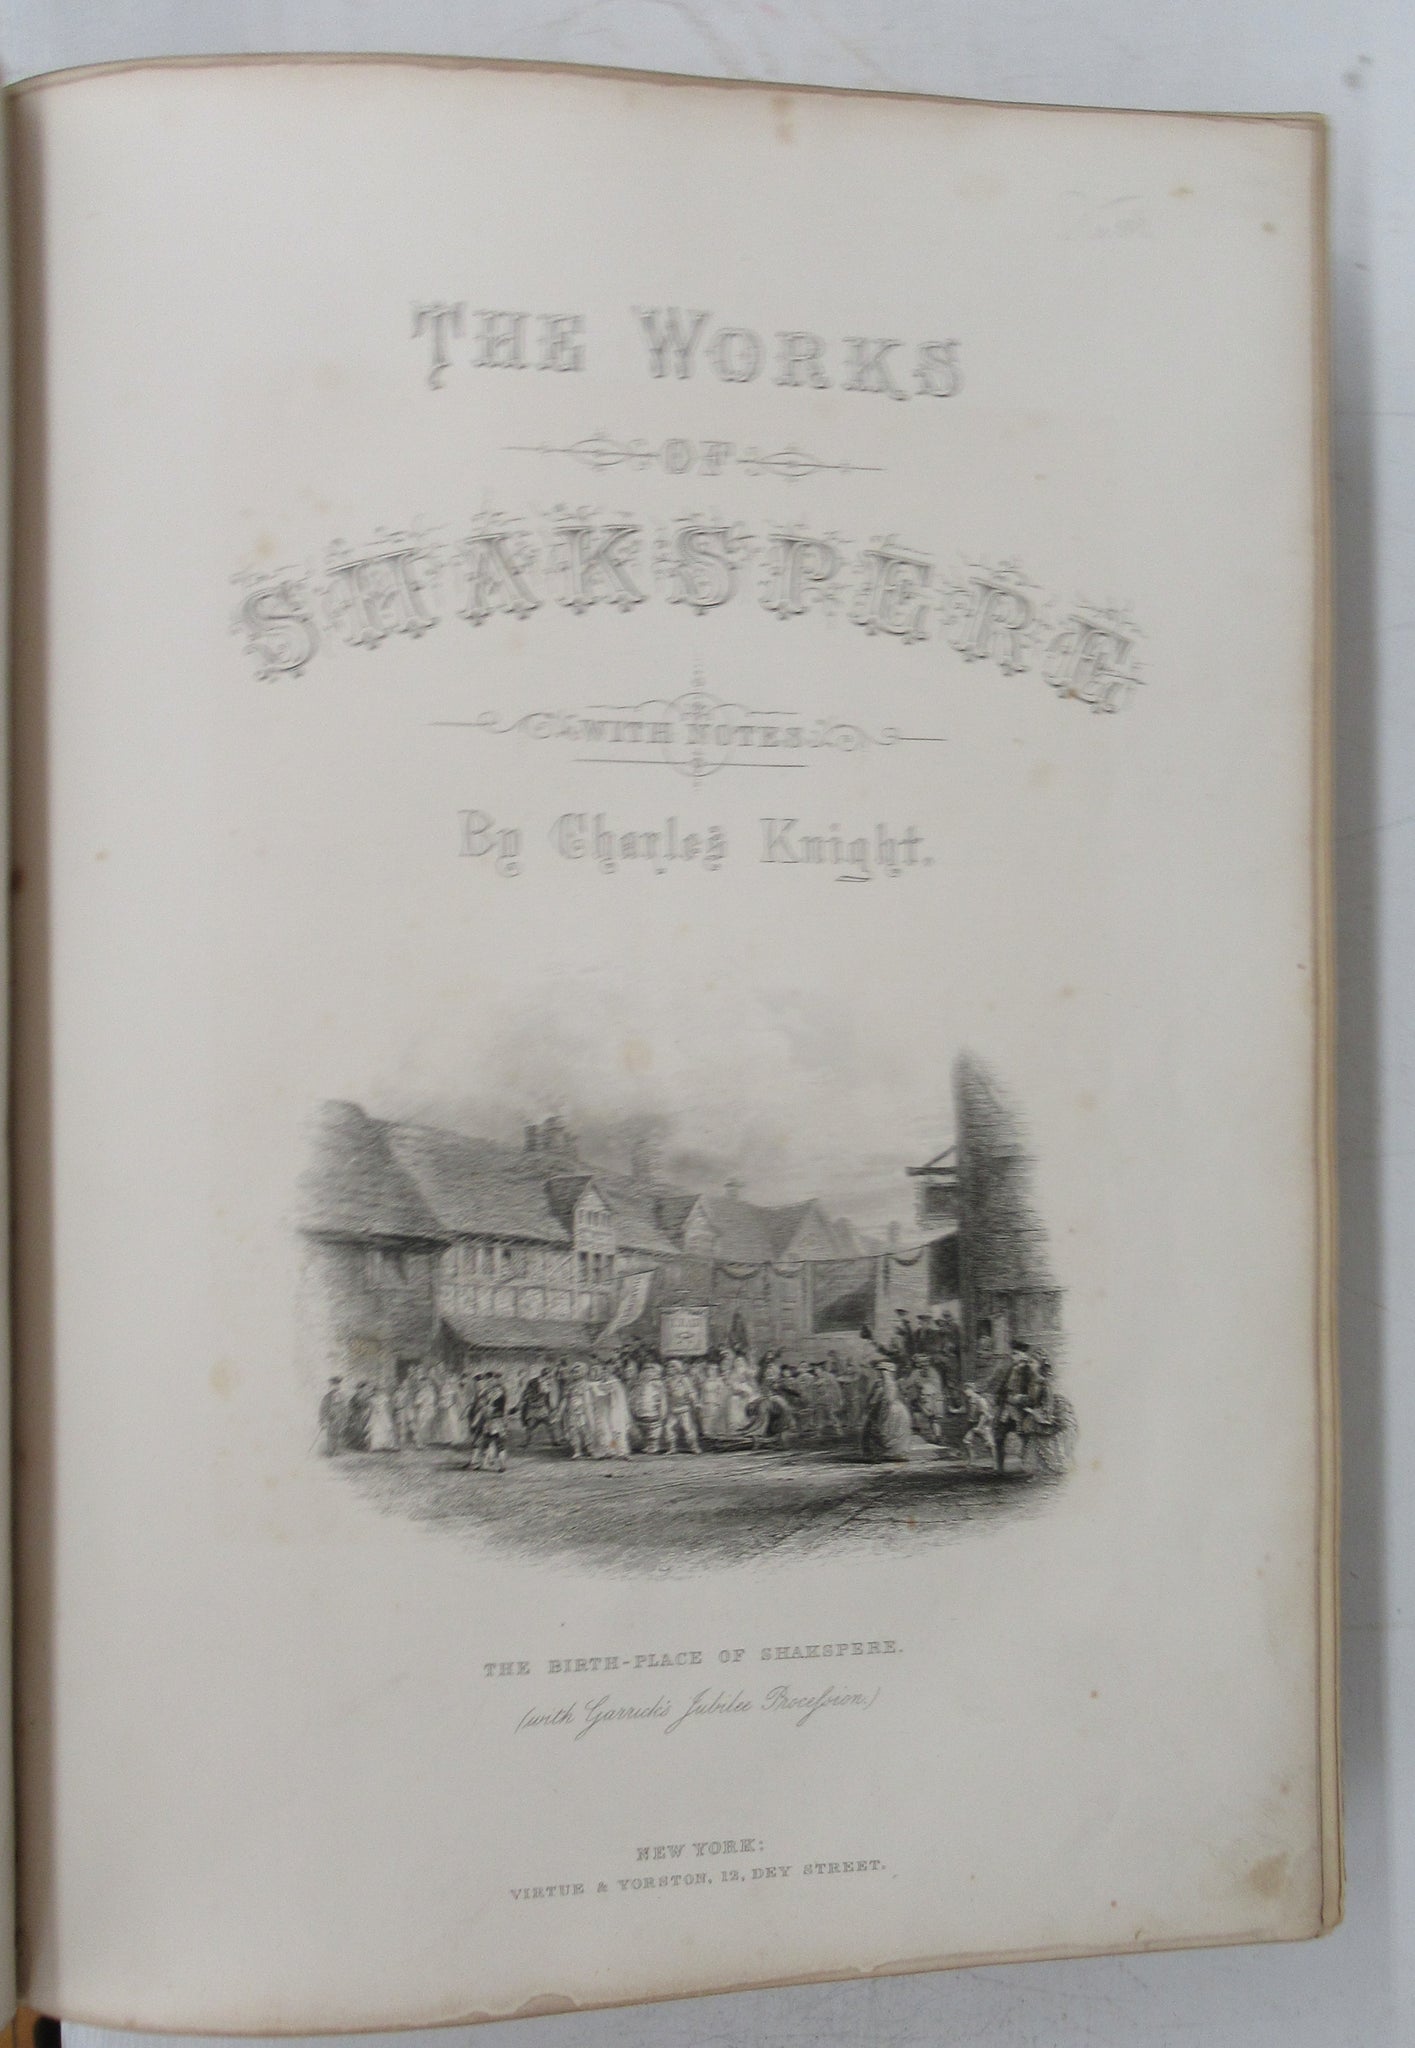 THE WORKS
OF
SHAKSPERE
WITH NOTES
By Charles Knight.
THE BIRTH-PLACE OF SHAKSPERE.
(with Garrick's Jubilee Procession.)
NEW YORK:
VIRTUE & YORSTON, 12, DEY STREET.